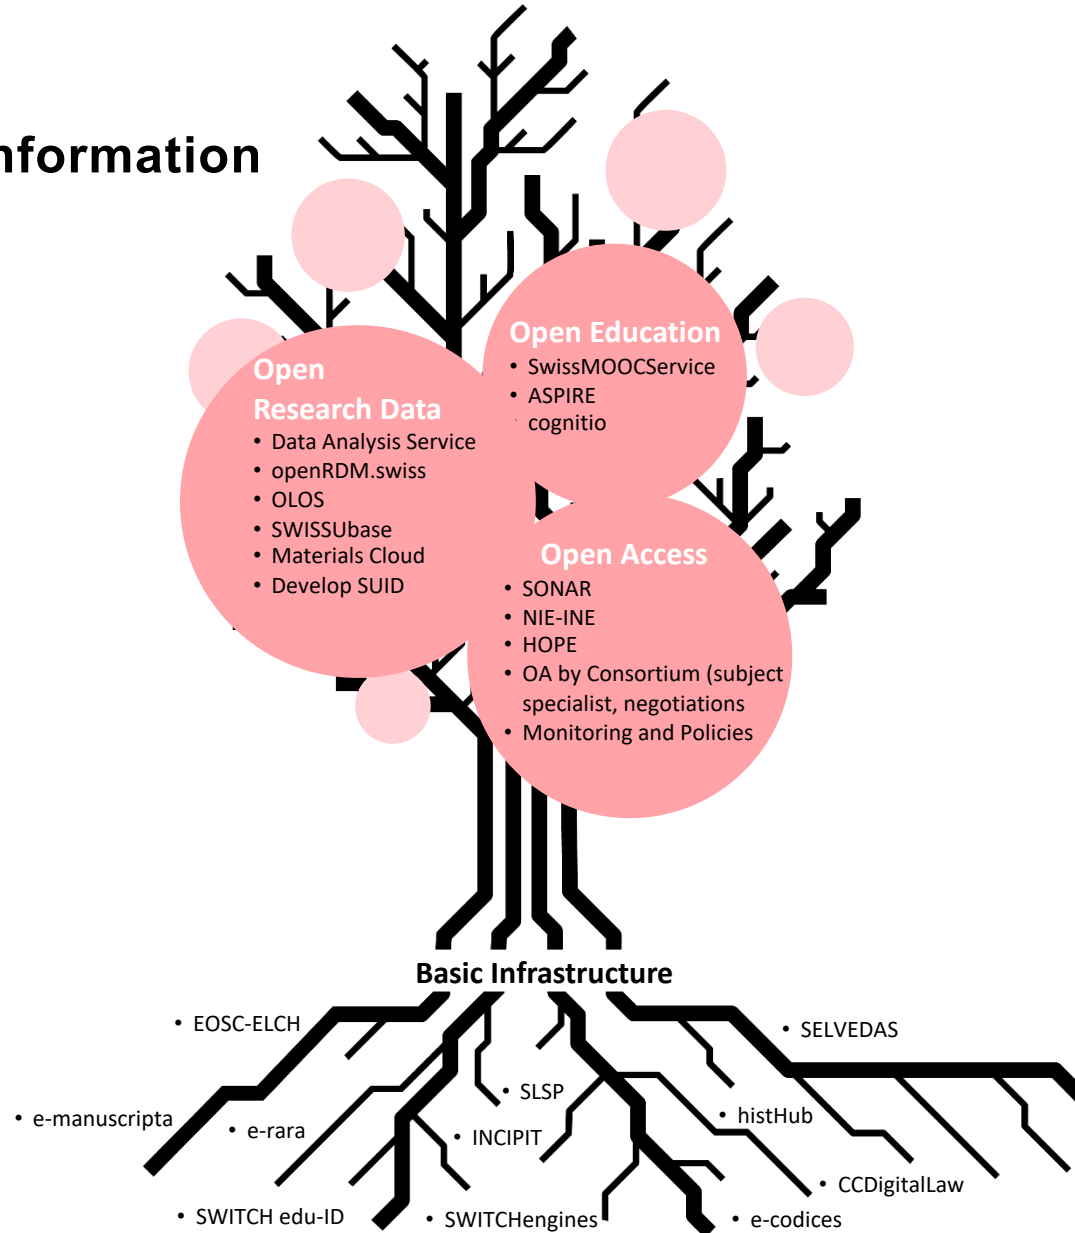 nformation
Open Education
• SwissMOOCService
• ASPIRE
• cognitio
Open
Research Data
• Data Analysis Service
• openRDM.swiss
• OLOS
• SWISSUbase
• Materials Cloud
• Develop SUID
Open Access
• SONAR
• NIE-INE
• HOPE
• OA by Consortium (subject
specialist, negotiations
• Monitoring and Policies
Basic Infrastructure
• EOSC-ELCH
• SELVEDAS
• SLSP
• e-manuscripta
• e-rara
• INCIPIT
• histHub
• CCDigitalLaw
• SWITCH edu-ID
• SWITCHengines
• e-codices